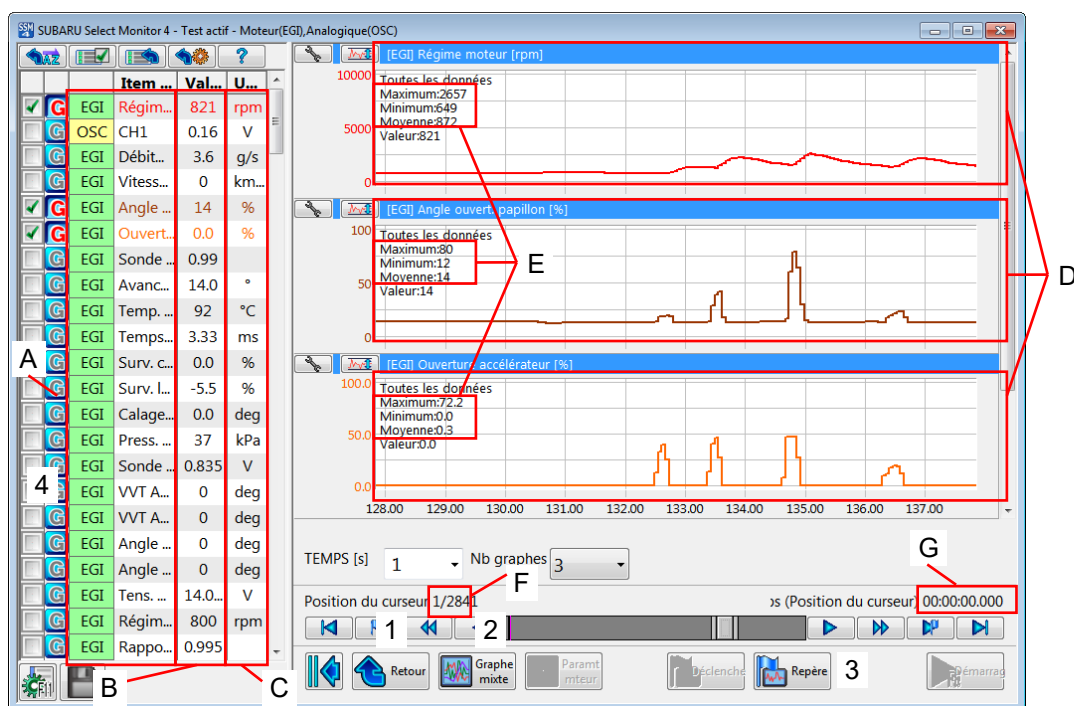 SUBARU Select Monitor 4 - Test actif - Moteur(EGI),Analogique(OSC)
Item ... Val... U...
G EGI Régim... 821 rpm
G OSC CH1 0.16 V
G EGI Débit... 3.6 g/s
G EGI Vitess... 0 km...
G EGI Angle ... 14 %
G EGI Ouvert... 0.0 %
G EGI Sonde ... 0.99
G EGI Avanc... 14.0 °
G EGI Temp. ... 92 °C
G EGI Temps... 3.33 ms
G EGI Surv. c... 0.0 %
A
G EGI Surv. l... -5.5 %
G EGI Calage... 0.0 deg
G EGI Press. ... 37 kPa
G EGI Sonde ... 0.835 V
4
EGI VVT A... 0 deg
G EGI VVT A... 0 deg
G EGI Angle ... 0 deg
G EGI Angle ... 0 deg
G EGI Tens. ... 14.0... V
G EGI Régim... 800 rpm
G EGI Rappo... 0.995
B
C
[EGI] Régime moteur [rpm]
10000
5000
0
Toutes les données
Maximum:2657
Minimum:649
Moyenne:872
Valeur:821
[EGI] Angle ouvert. papillon [%]
100
50
0
Toutes les données
Maximum:80
Minimum:12
Moyenne:14
Valeur:14
E
D
[EGI] Ouverture accélérateur [%]
100.0
50.0
0.0
Toutes les données
Maximum:72.2
Minimum:0.0
Moyenne:0.3
Valeur:0.0
128.00 129.00 130.00 131.00 132.00 133.00 134.00 135.00 136.00 137.00
TEMPS [s] 1 Nb graphes 3
F
G
Position du curseur 1/2841
(Position du curseur) 00:00:00.000
1
2
Retour
Graphe mixte
Paramt mteur
Déclenche
Repère
3
Démarrag